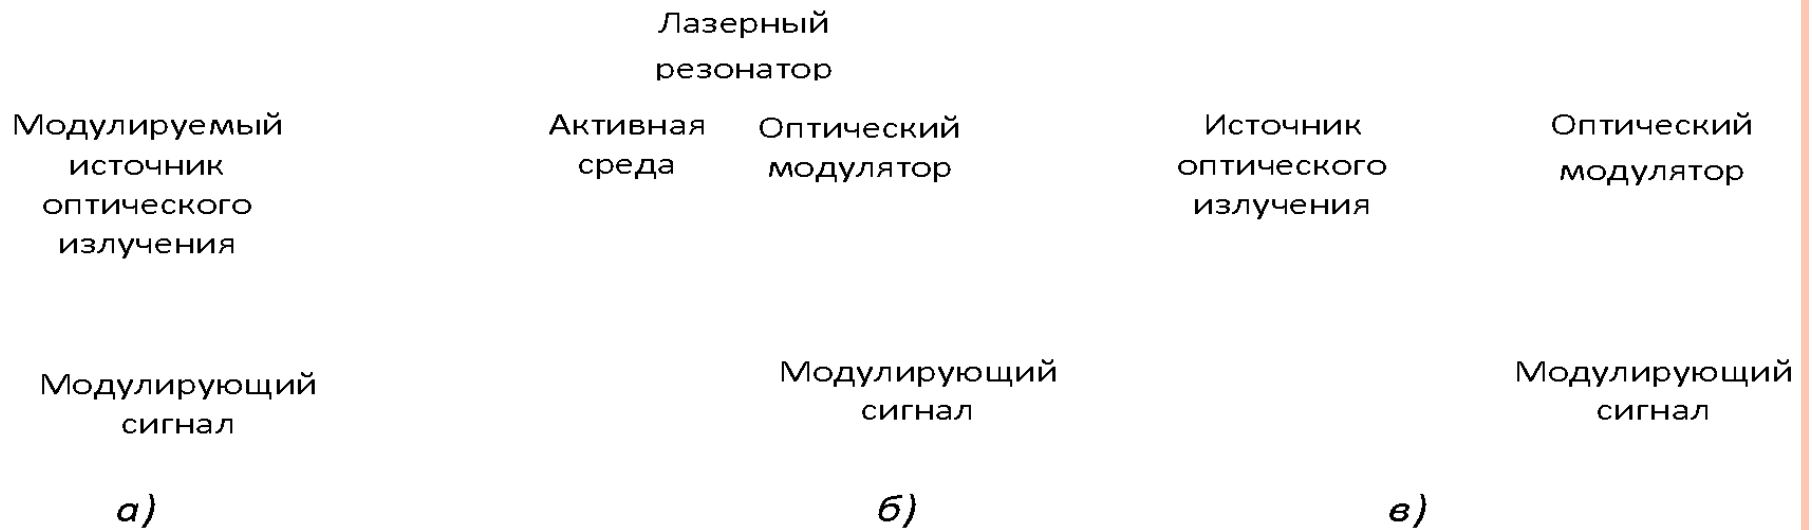 Лазерный
резонатор
Модулируемый
источник
оптического
излучения
Активная
среда
Оптический
модулятор
Источник
оптического
излучения
Оптический
модулятор
Модулирующий
сигнал
Модулирующий
сигнал
Модулирующий
сигнал
а)
б)
в)